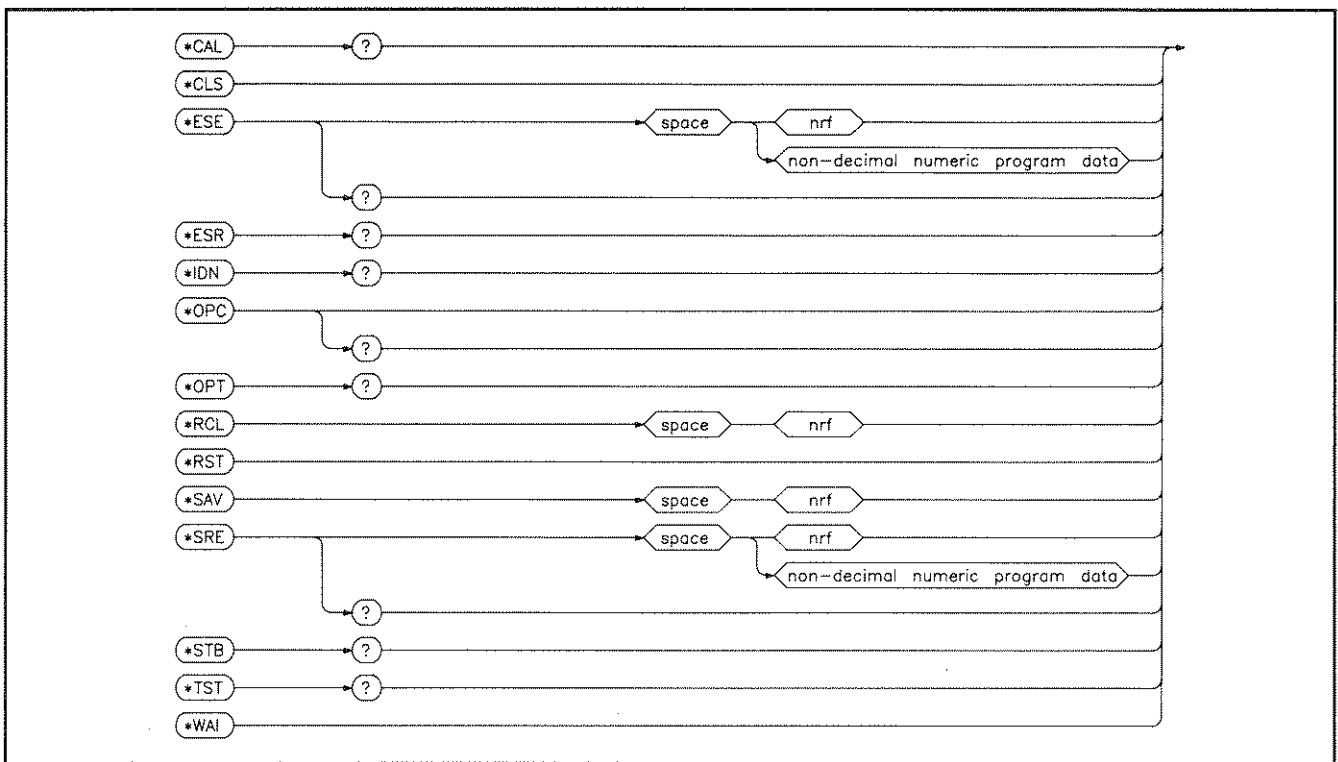 *CAL ?
*CLS
*ESE space nrf
non-decimal numeric program data
?
*ESR ?
*IDN ?
*OPC
?
*OPT ?
*RCL space nrf
*RST
*SAV space nrf
*SRE space nrf
non-decimal numeric program data
?
*STB ?
*TST ?
*WAI